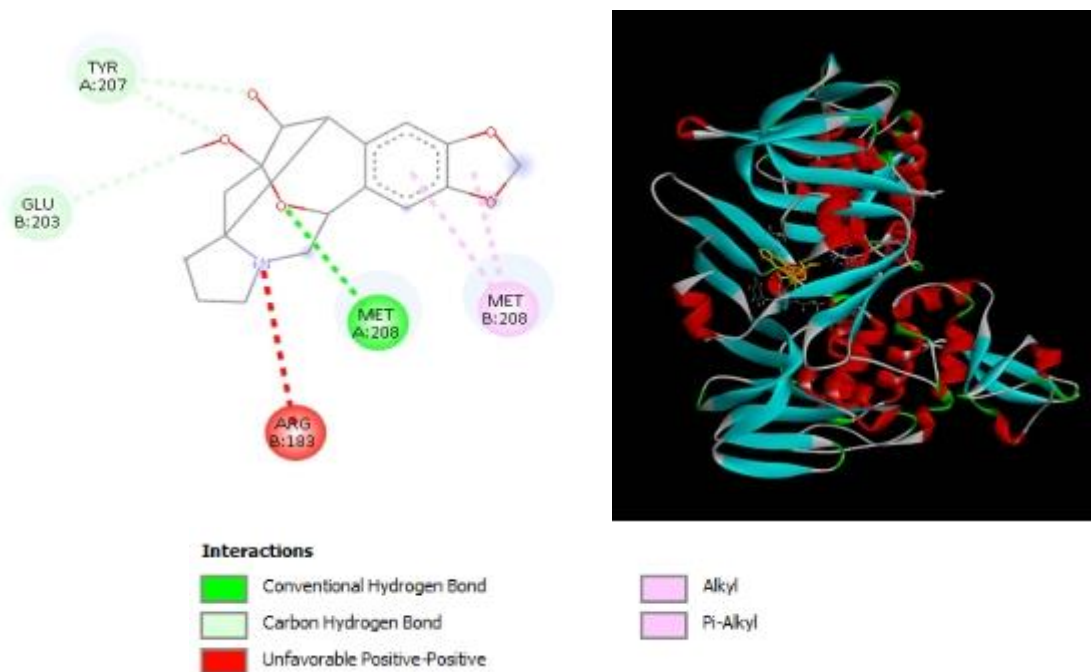 TYR
A:207
GLU
B:203
MET
A:208
MET
B:208
ARG
B:183
Interactions
Conventional Hydrogen Bond
Carbon Hydrogen Bond
Unfavorable Positive-Positive
Alkyl
Pi-Alkyl